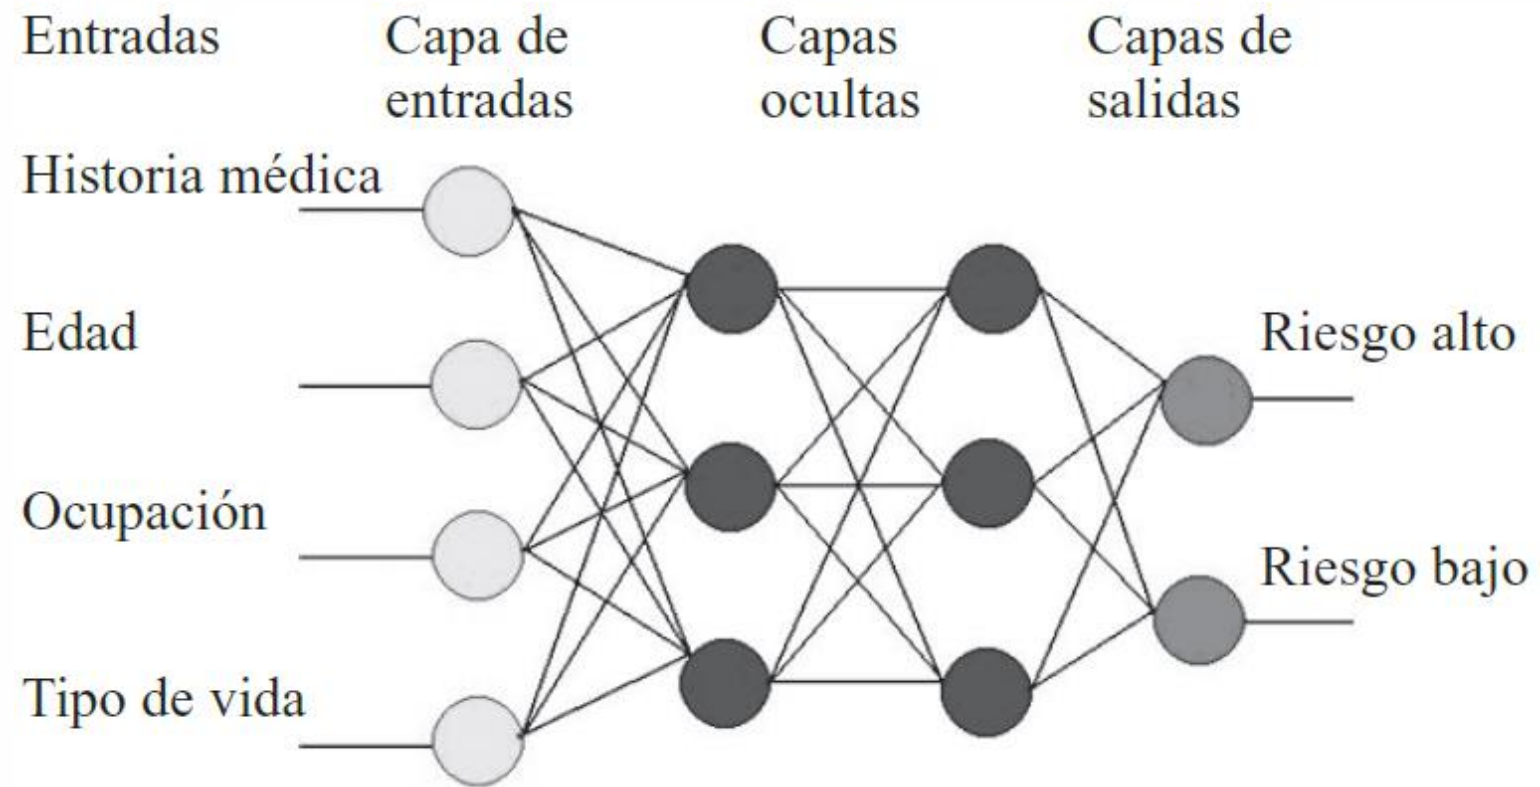 Entradas
Capa de
entradas
Capas
ocultas
Capas de
salidas
Historia médica
Edad
Ocupación
Tipo de vida
Riesgo alto
Riesgo bajo